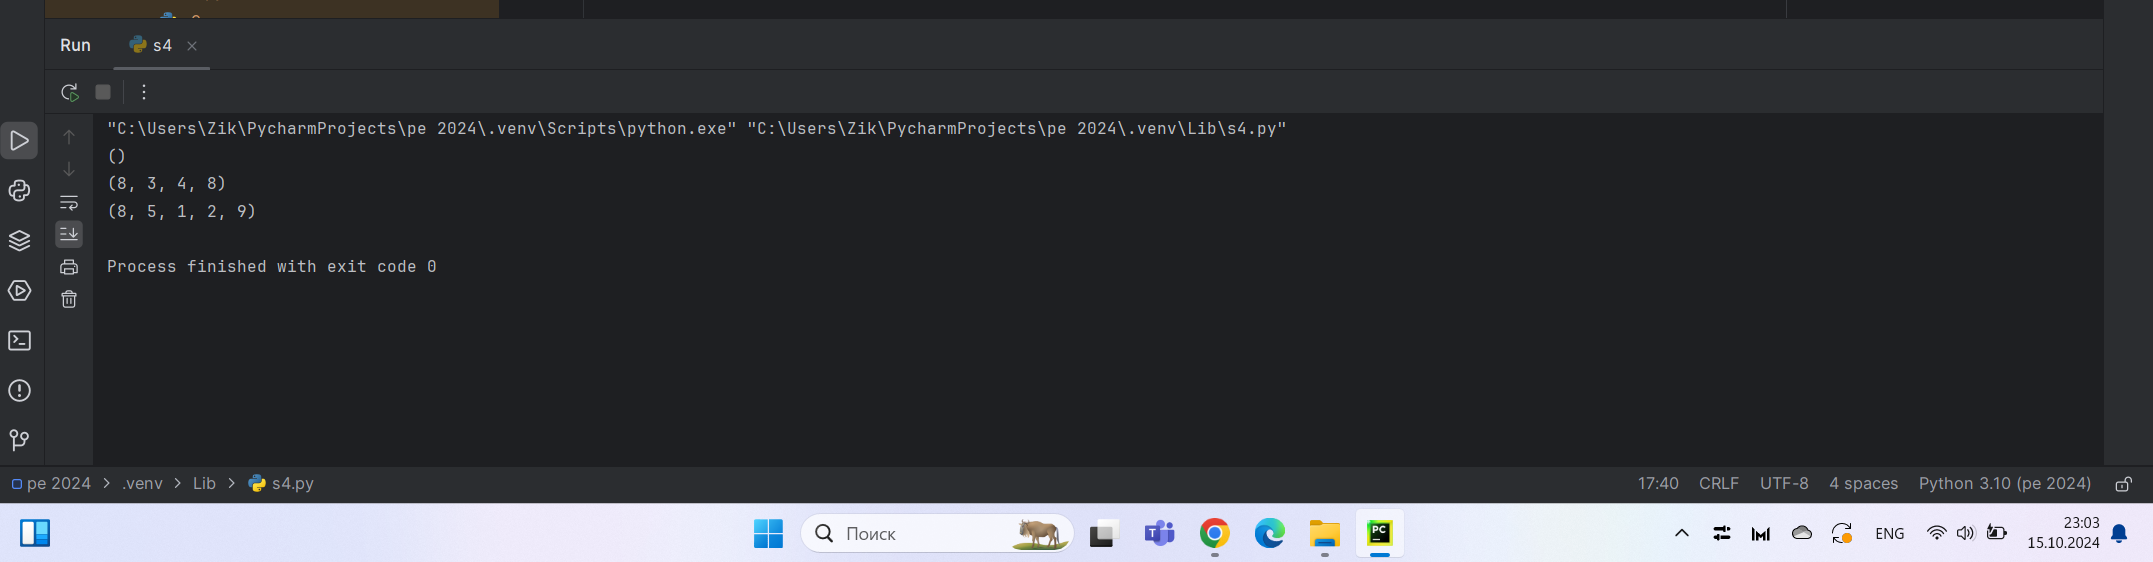 Run s4
"C:\Users\Zik\PycharmProjects\pe 2024\.venv\Scripts\python.exe" "C:\Users\Zik\PycharmProjects\pe 2024\.venv\Lib\s4.py"
()
(8, 3, 4, 8)
(8, 5, 1, 2, 9)
Process finished with exit code 0
pe 2024 > .venv > Lib > s4.py 17:40 CRLF UTF-8 4 spaces Python 3.10 (pe 2024)
Поиск ENG 23:03
15.10.2024